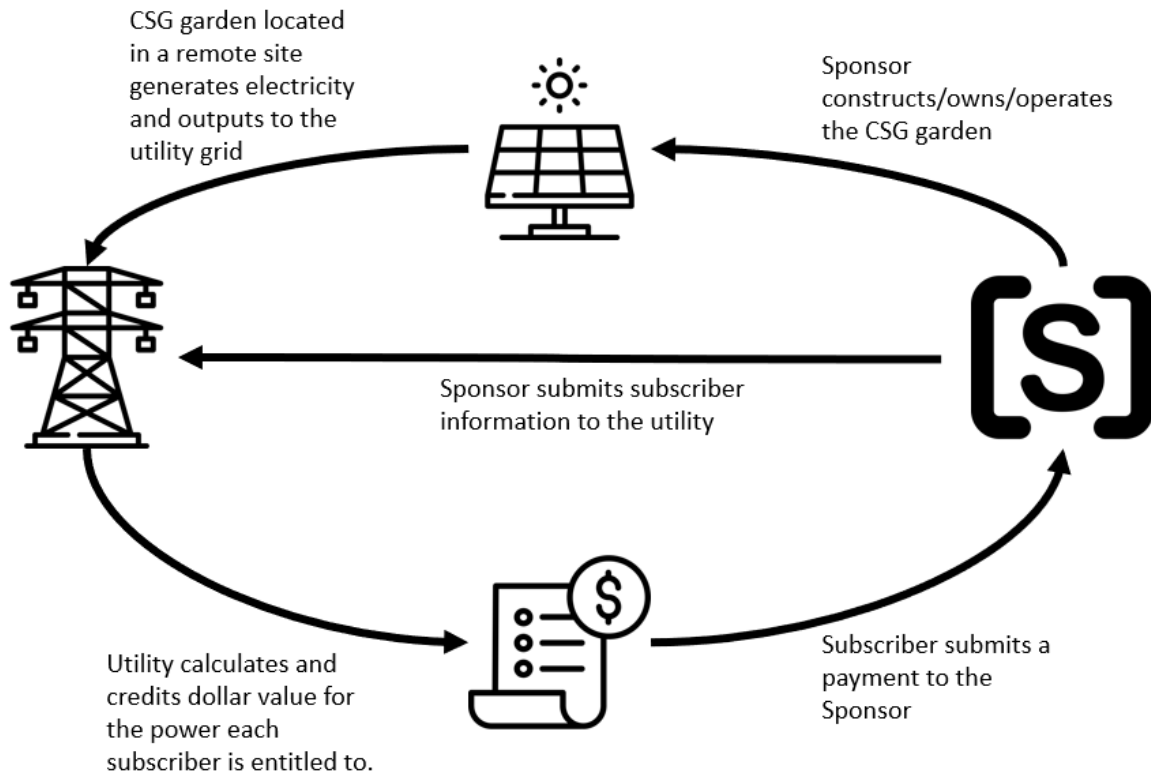 CSG garden located
in a remote site
generates electricity
and outputs to the
utility grid
Sponsor
constructs/owns/operates
the CSG garden
[S]
Sponsor submits subscriber
information to the utility
$
Utility calculates and
credits dollar value for
the power each
subscriber is entitled to.
Subscriber submits a
payment to the
Sponsor